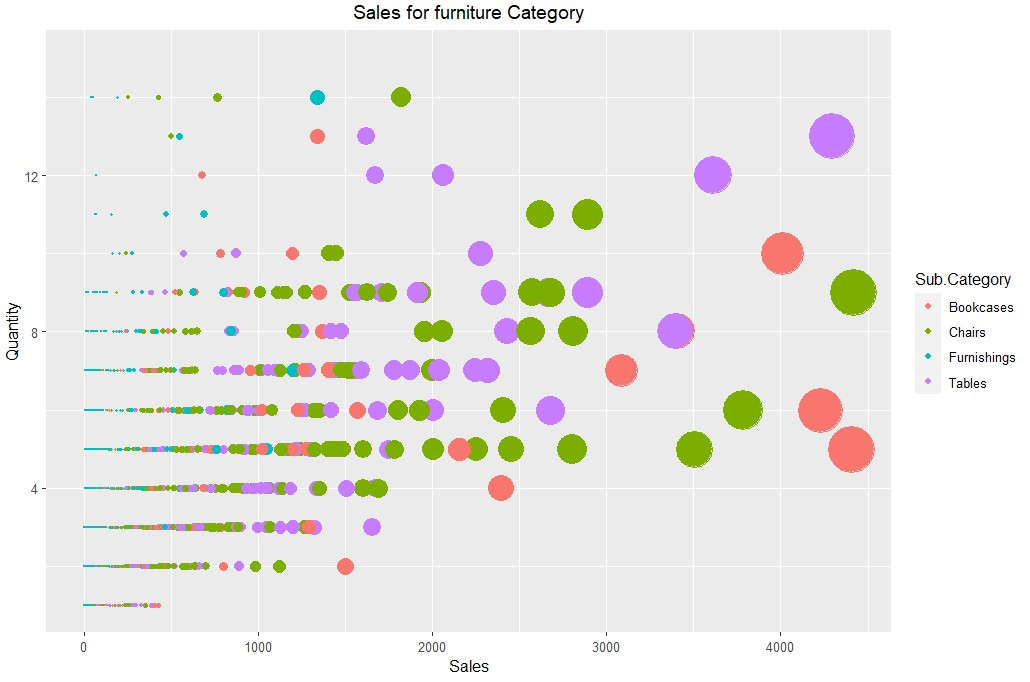 Sales for furniture Category
Quantity
12
8
4
0 1000 2000 3000 4000
Sales
Sub.Category
Bookcases
Chairs
Furnishings
Tables